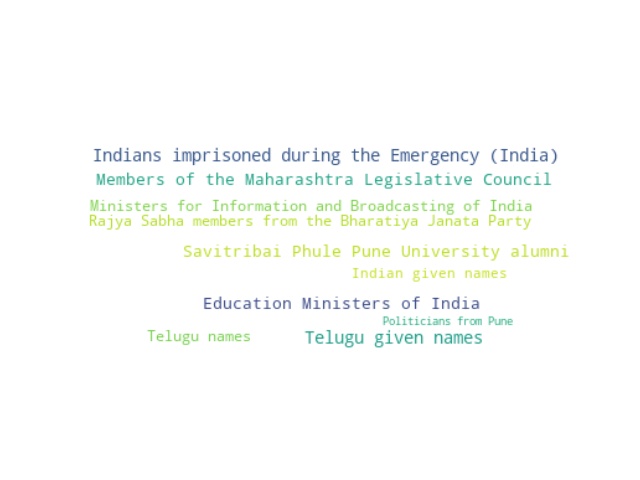 Indians imprisoned during the Emergency (India)
Members of the Maharashtra Legislative Council
Ministers for Information and Broadcasting of India
Rajya Sabha members from the Bharatiya Janata Party
Savitribai Phule Pune University alumni
Indian given names
Education Ministers of India
Politicians from Pune
Telugu names
Telugu given names